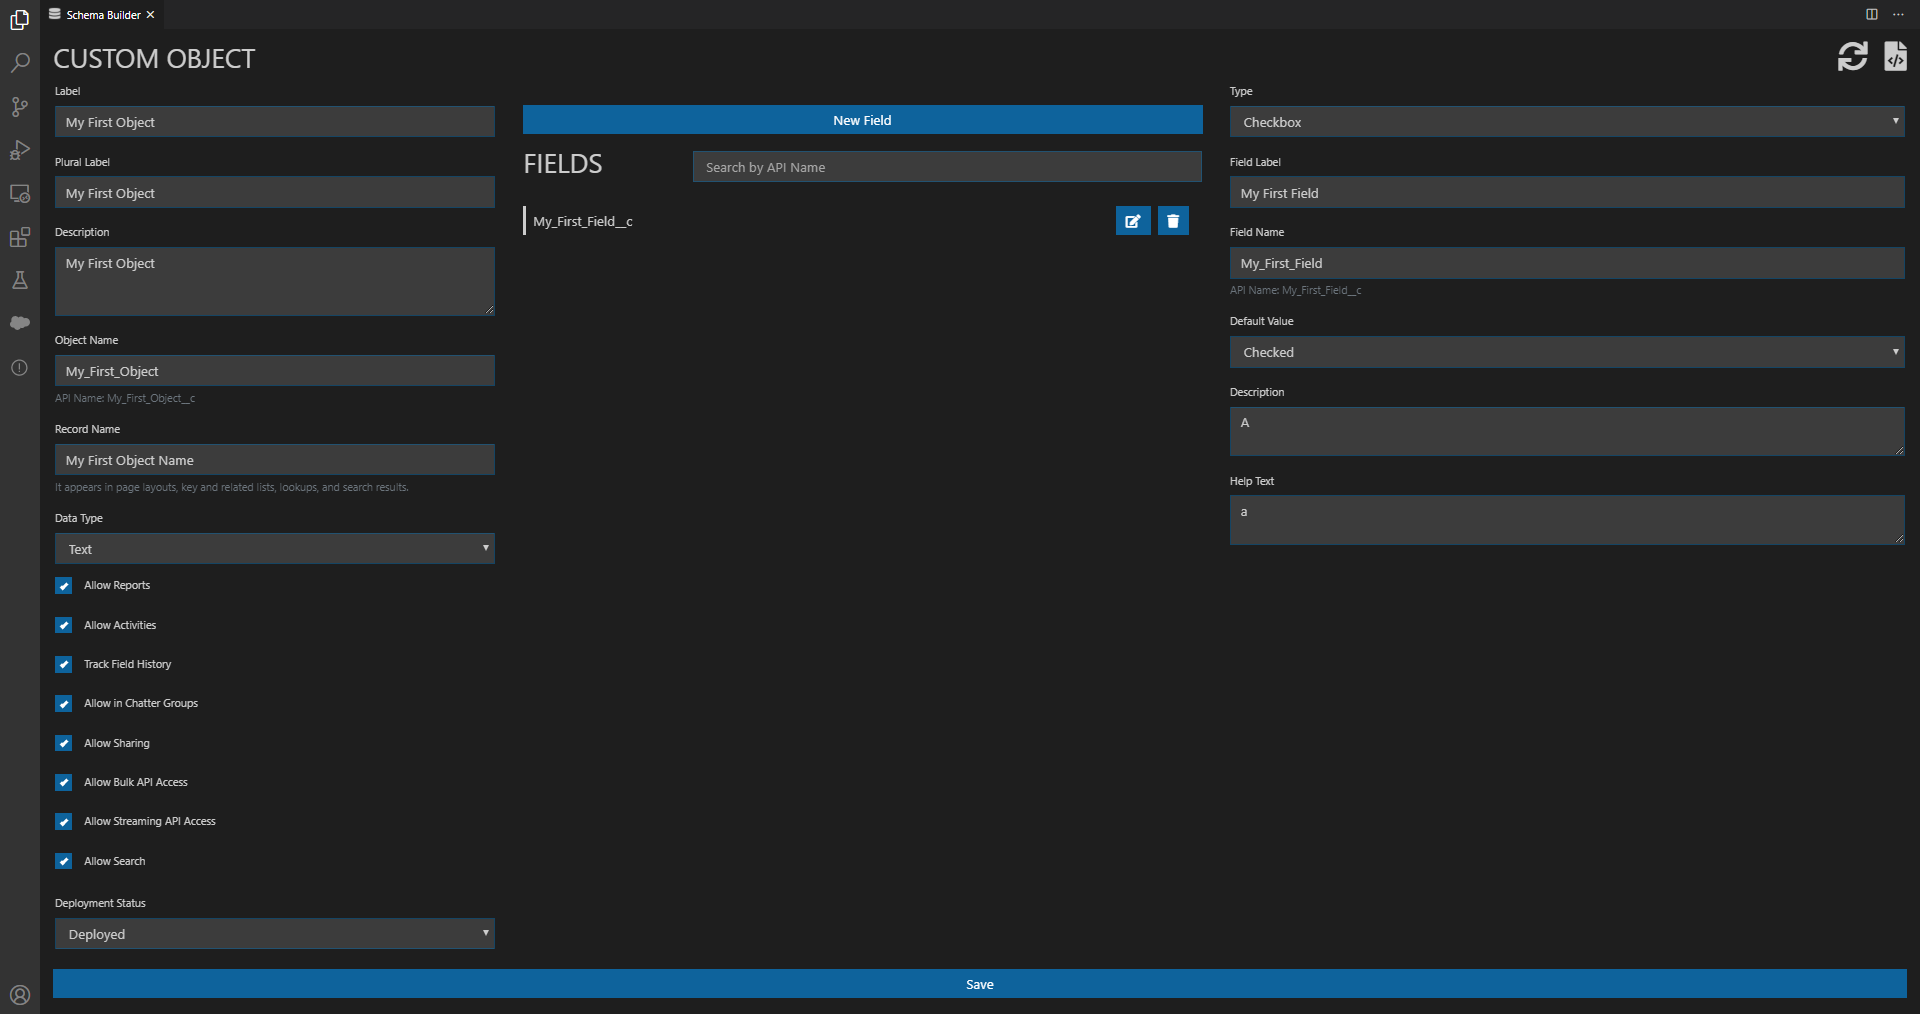 Schema Builder
CUSTOM OBJECT
Label
My First Object
Plural Label
My First Object
Description
My First Object
Object Name
My_First_Object
API Name: My_First_Object__c
Record Name
My First Object Name
It appears in page layouts, key and related lists, lookups, and search results.
Data Type
Text
Allow Reports
Allow Activities
Track Field History
Allow in Chatter Groups
Allow Sharing
Allow Bulk API Access
Allow Streaming API Access
Allow Search
Deployment Status
Deployed
New Field
FIELDS
Search by API Name
My_First_Field__c
Type
Checkbox
Field Label
My First Field
Field Name
My_First_Field
API Name: My_First_Field__c
Default Value
Checked
Description
A
Help Text
a
Save